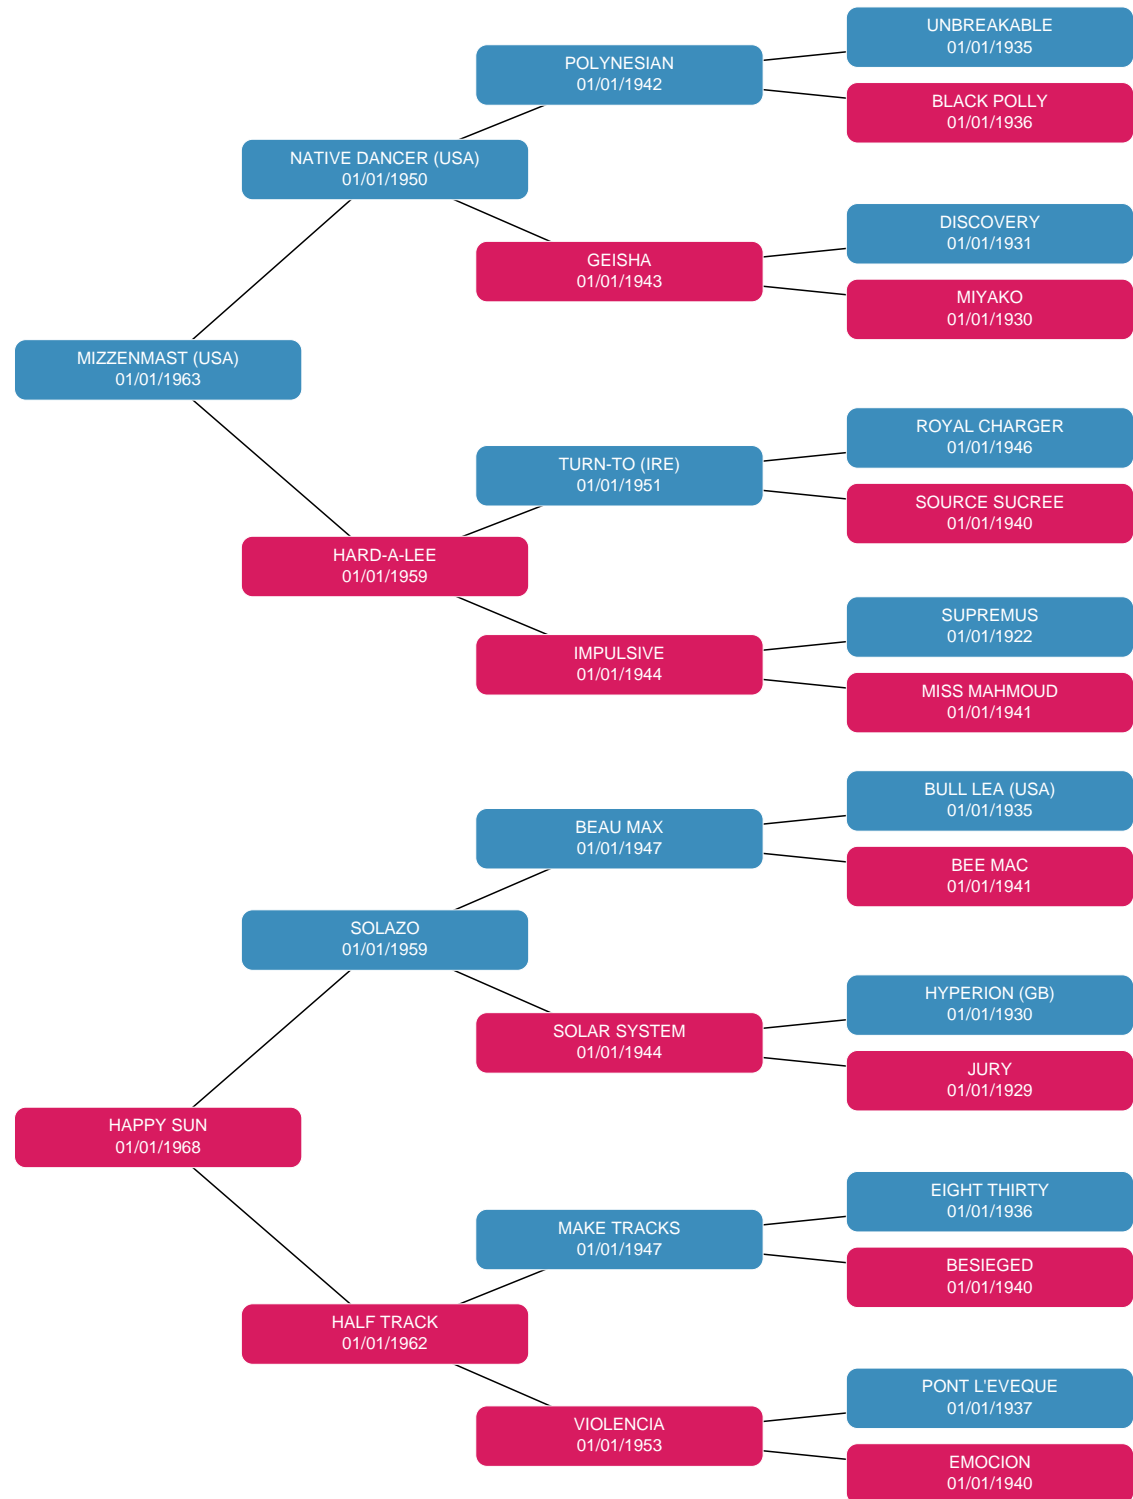 UNBREAKABLE
01/01/1935
POLYNESIAN
01/01/1942
BLACK POLLY
01/01/1936
NATIVE DANCER (USA)
01/01/1950
DISCOVERY
01/01/1931
GEISHA
01/01/1943
MIYAKO
01/01/1930
MIZZENMAST (USA)
01/01/1963
ROYAL CHARGER
01/01/1946
TURN-TO (IRE)
01/01/1951
SOURCE SUCREE
01/01/1940
HARD-A-LEE
01/01/1959
SUPREMUS
01/01/1922
IMPULSIVE
01/01/1944
MISS MAHMOUD
01/01/1941
BULL LEA (USA)
01/01/1935
BEAU MAX
01/01/1947
BEE MAC
01/01/1941
SOLAZO
01/01/1959
HYPERION (GB)
01/01/1930
SOLAR SYSTEM
01/01/1944
JURY
01/01/1929
HAPPY SUN
01/01/1968
EIGHT THIRTY
01/01/1936
MAKE TRACKS
01/01/1947
BESIEGED
01/01/1940
HALF TRACK
01/01/1962
PONT L'EVEQUE
01/01/1937
VIOLENCIA
01/01/1953
EMOCION
01/01/1940